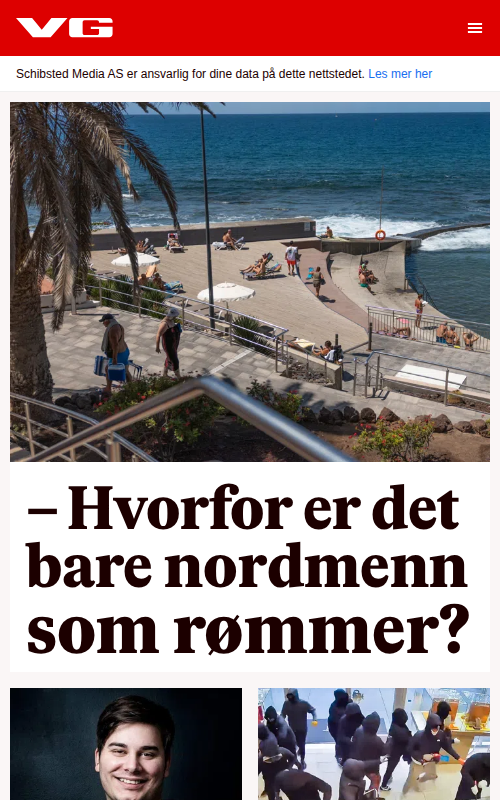 VG
Schibsted Media AS er ansvarlig for dine data på dette nettstedet. Les mer her
– Hvorfor er det
bare nordmenn
som rømmer?